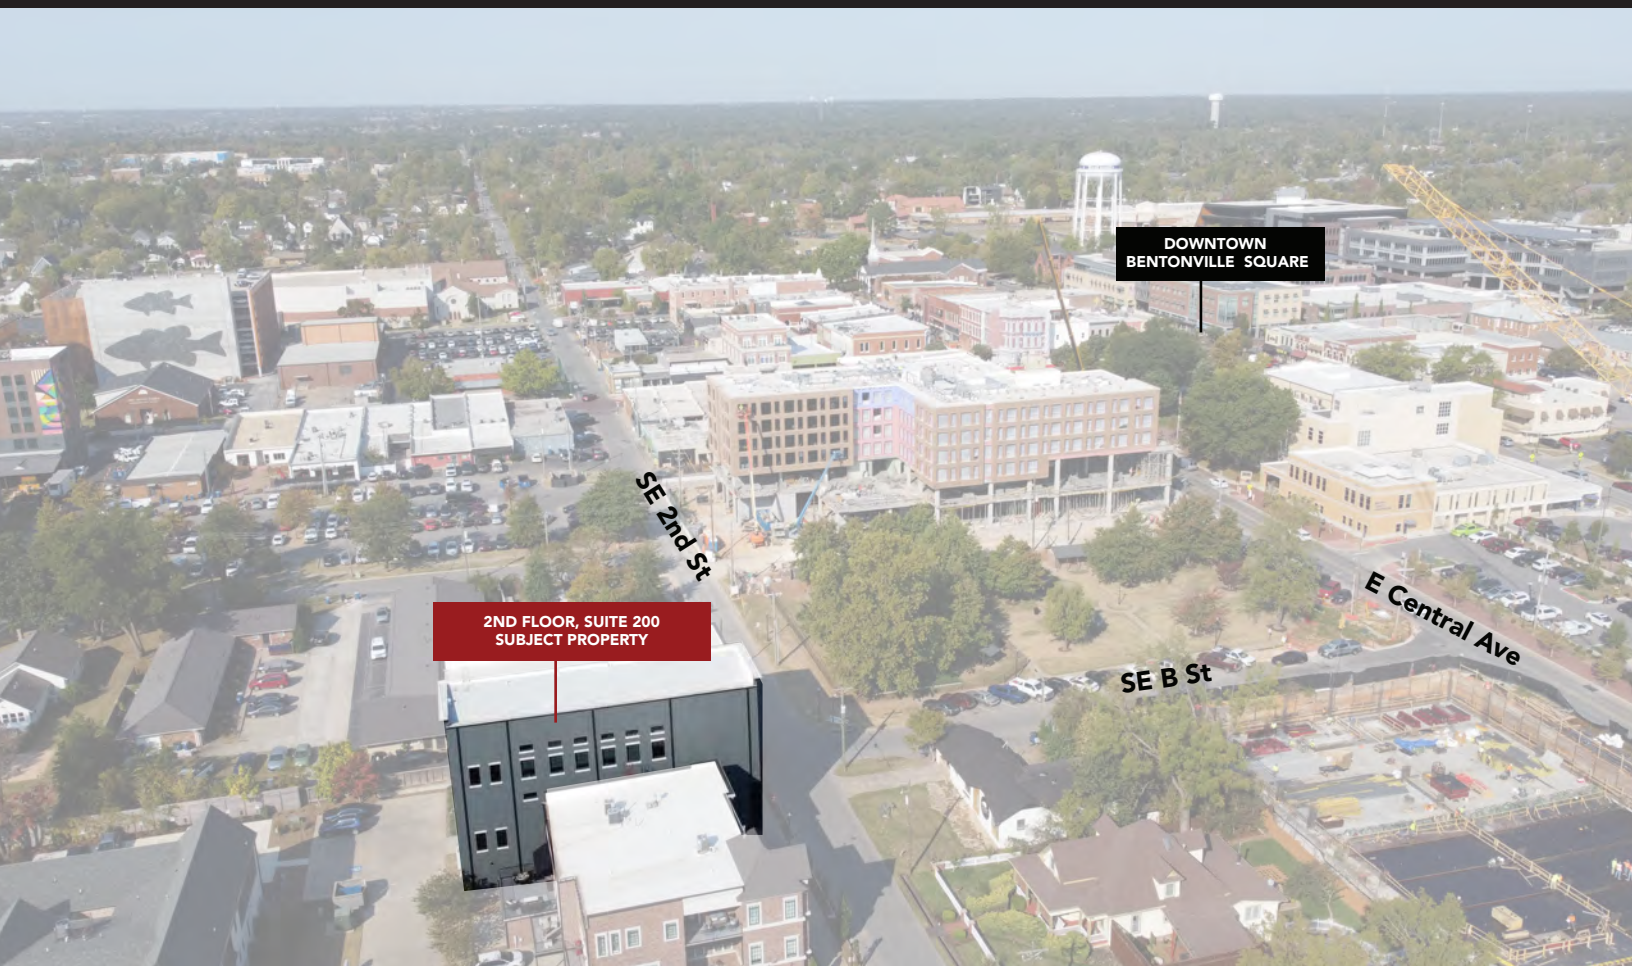 DOWNTOWN
BENTONVILLE SQUARE
SE 2nd St
E Central Ave
2ND FLOOR, SUITE 200
SUBJECT PROPERTY
SE B St